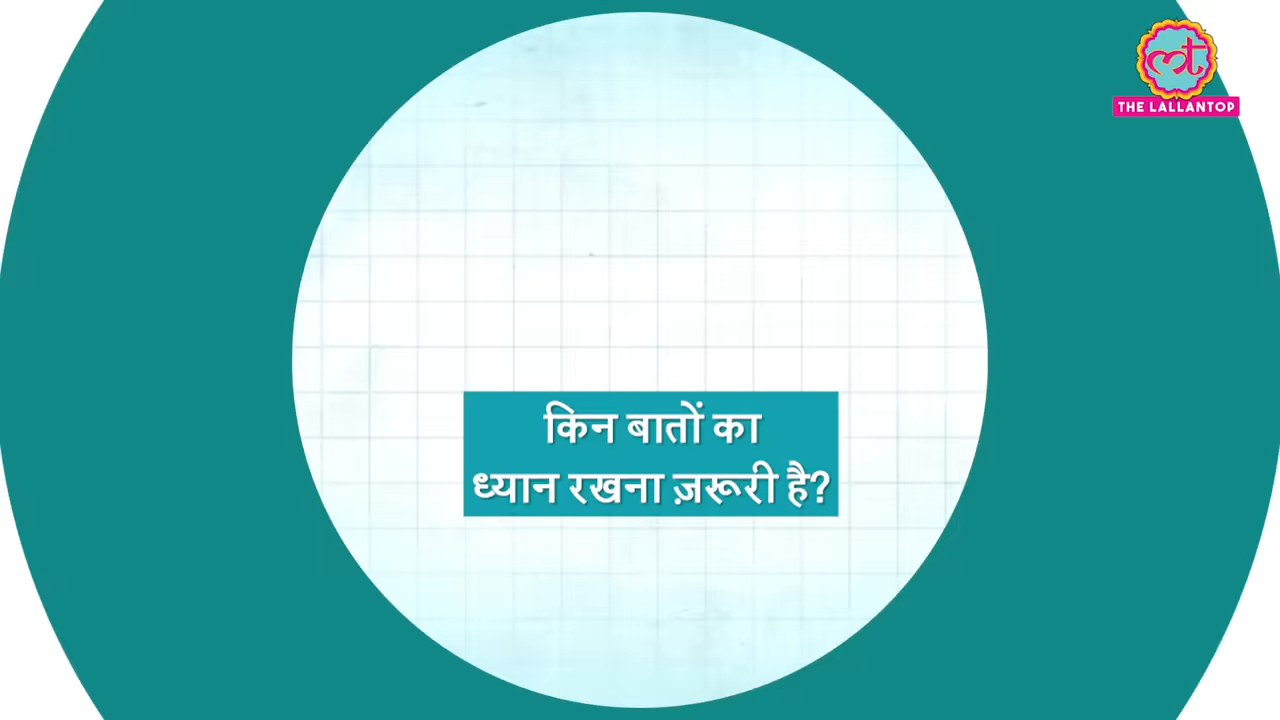 THE LALLANTOP
किन बातों का
ध्यान रखना ज़रूरी है?